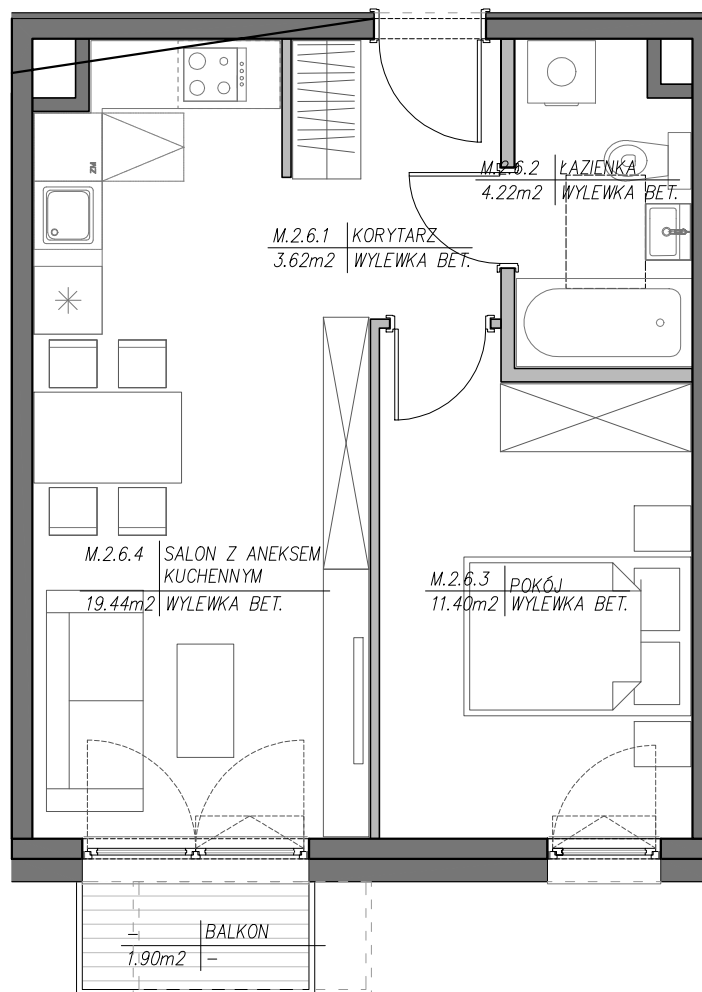 ZM
M.2.6.2 ŁAZIENKA
4.22m2 WYLEWKA BET.
M.2.6.1 KORYTARZ
3.62m2 WYLEWKA BET.
M.2.6.4 SALON Z ANEKSEM
KUCHENNYM
19.44m2 WYLEWKA BET.
M.2.6.3 POKÓJ
11.40m2 WYLEWKA BET.
- BALKON
1.90m2 -